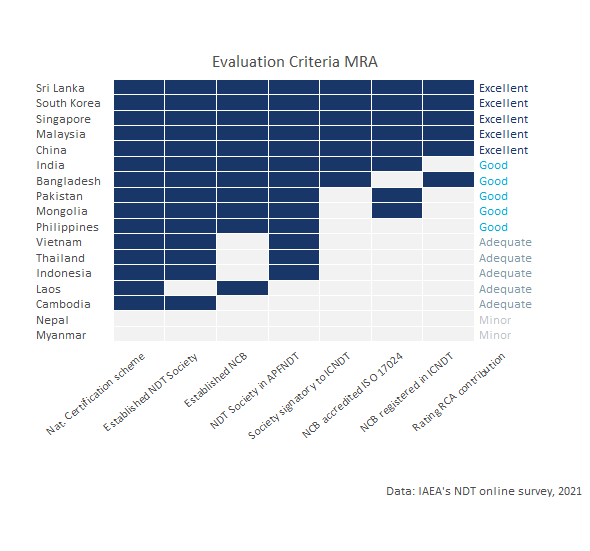 Evaluation Criteria MRA
Sri Lanka Excellent
South Korea Excellent
Singapore Excellent
Malaysia Excellent
China Excellent
India Good
Bangladesh Good
Pakistan Good
Mongolia Good
Philippines Good
Vietnam Adequate
Thailand Adequate
Indonesia Adequate
Laos Adequate
Cambodia Adequate
Nepal Minor
Myanmar Minor
Nat. Certification scheme
Established NDT Society
Established NCB
NDT Society in APFNDT
Society signatory to ICNDT
NCB accredited ISO 17024
NCB registered in ICNDT
Rating RCA contribution
Data: IAEA's NDT online survey, 2021